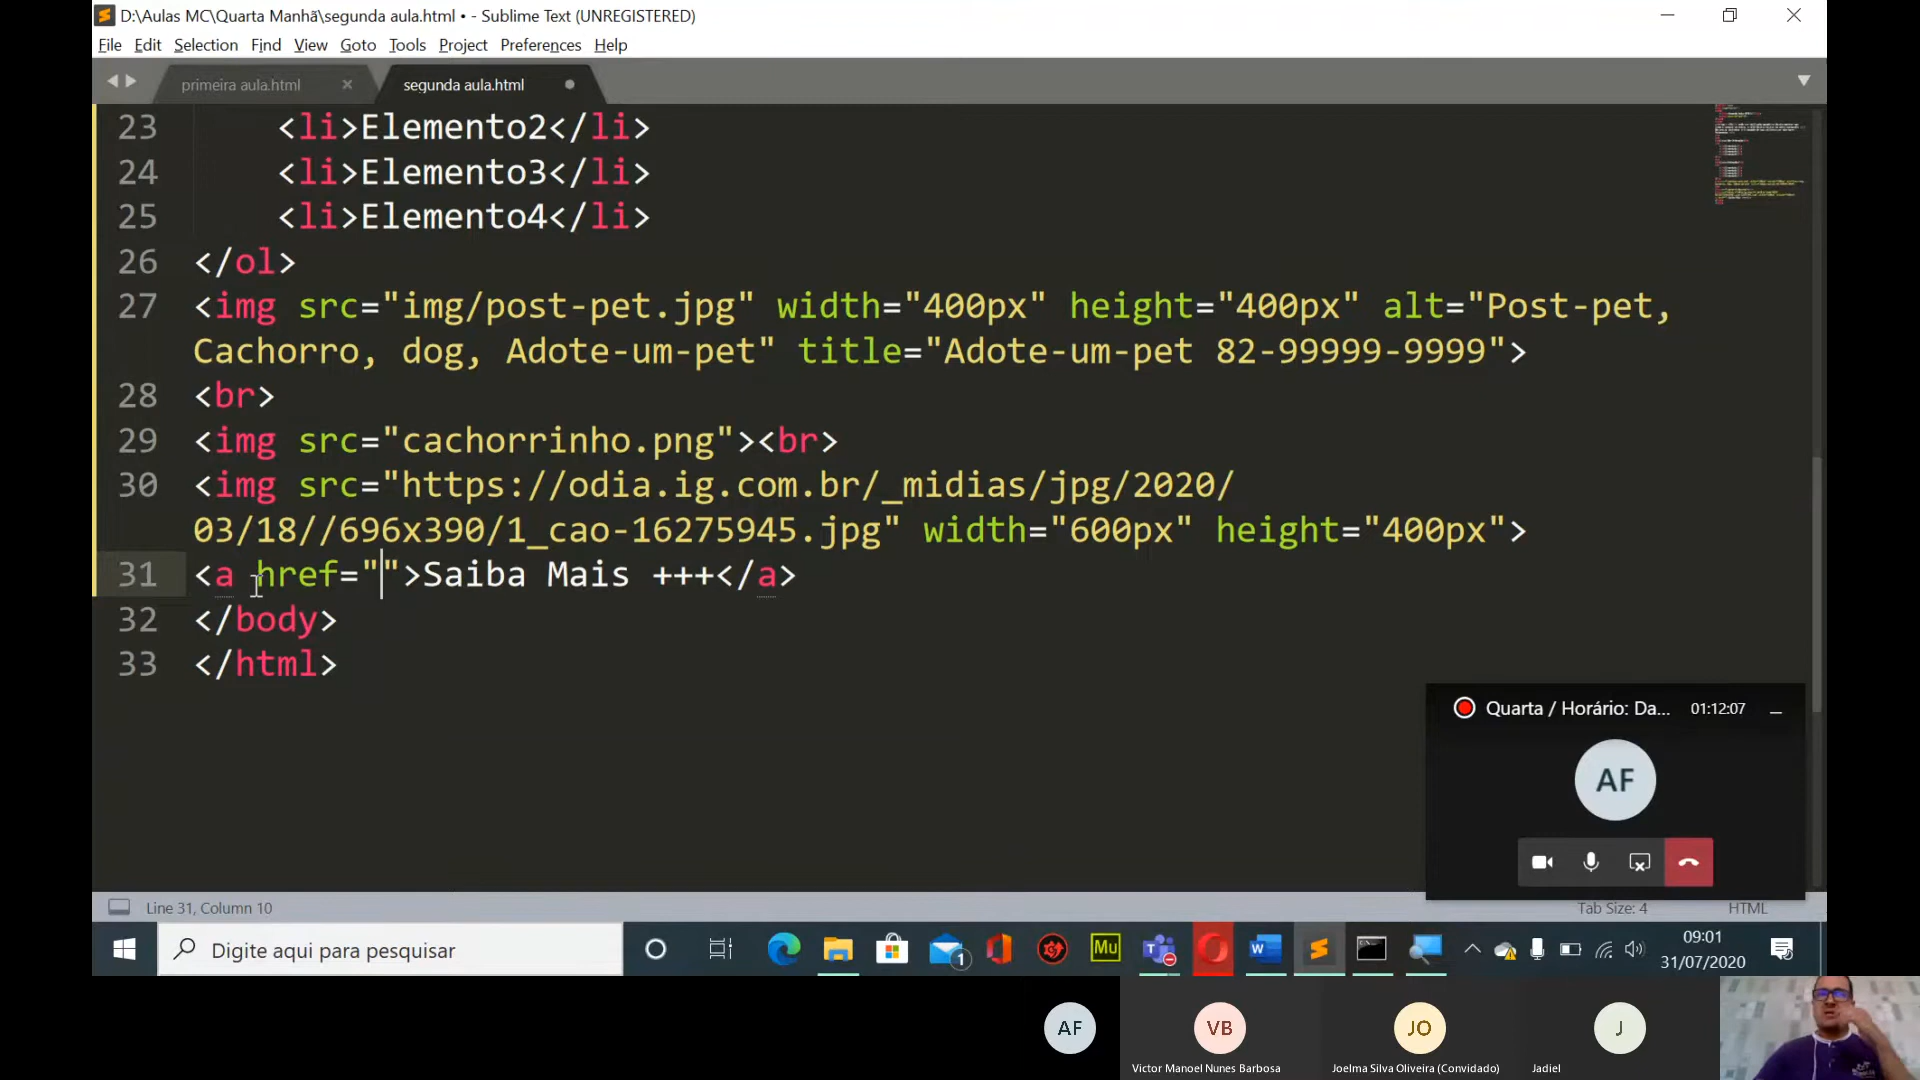 D:\Aulas MC\Quarta Manhã\segunda aula.html • - Sublime Text (UNREGISTERED)
File Edit Selection Find View Goto Tools Project Preferences Help
primeira aula.html
segunda aula.html
23 <li>Elemento2</li>
24 <li>Elemento3</li>
25 <li>Elemento4</li>
26 </ol>
27 <img src="img/post-pet.jpg" width="400px" height="400px" alt="Post-pet,
Cachorro, dog, Adote-um-pet" title="Adote-um-pet 82-99999-9999">
28 <br>
29 <img src="cachorrinho.png"><br>
30 <img src="https://odia.ig.com.br/_midias/jpg/2020/
03/18//696x390/1_cao-16275945.jpg" width="600px" height="400px">
31 <a href="">Saiba Mais +++</a>
32 </body>
33 </html>
Quarta / Horário: Da... 01:12:07
AF
Line 31, Column 10
Tab Size: 4
HTML
Digite aqui para pesquisar
1
Mu
09:01
31/07/2020
AF
VB
JO
J
Victor Manoel Nunes Barbosa
Joelma Silva Oliveira (Convidado)
Jadiel